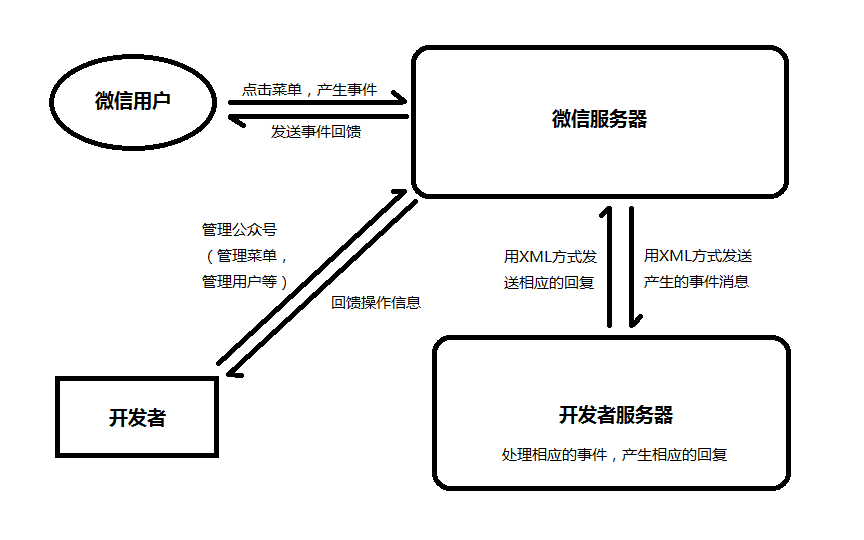 微信用户
点击菜单，产生事件
发送事件回馈
微信服务器
管理公众号
（管理菜单，
管理用户等）
回馈操作信息
用XML方式发
送相应的回复
用XML方式发送
产生的事件消息
开发者
开发者服务器
处理相应的事件，产生相应的回复